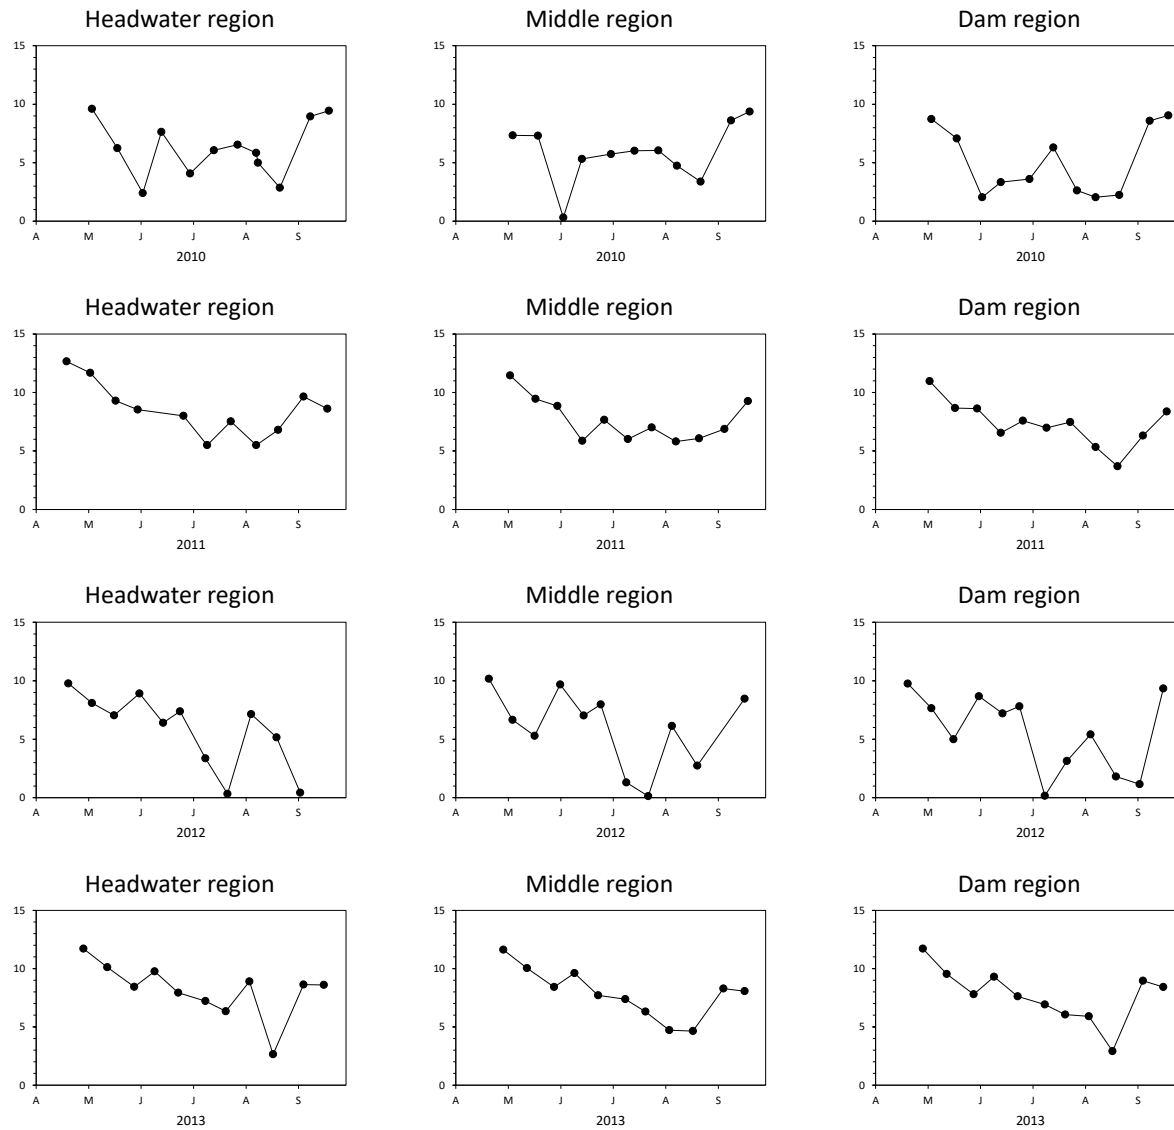 Headwater region Middle region Dam region
15 15 15
10 10 10
5 5 5
0 0 0
A M J J A S A M J J A S A M J J A S
2010 2010 2010
Headwater region Middle region Dam region
15 15 15
10 10 10
5 5 5
0 0 0
A M J J A S A M J J A S A M J J A S
2011 2011 2011
Headwater region Middle region Dam region
15 15 15
10 10 10
5 5 5
0 0 0
A M J J A S A M J J A S A M J J A S
2012 2012 2012
Headwater region Middle region Dam region
15 15 15
10 10 10
5 5 5
0 0 0
A M J J A S A M J J A S A M J J A S
2013 2013 2013